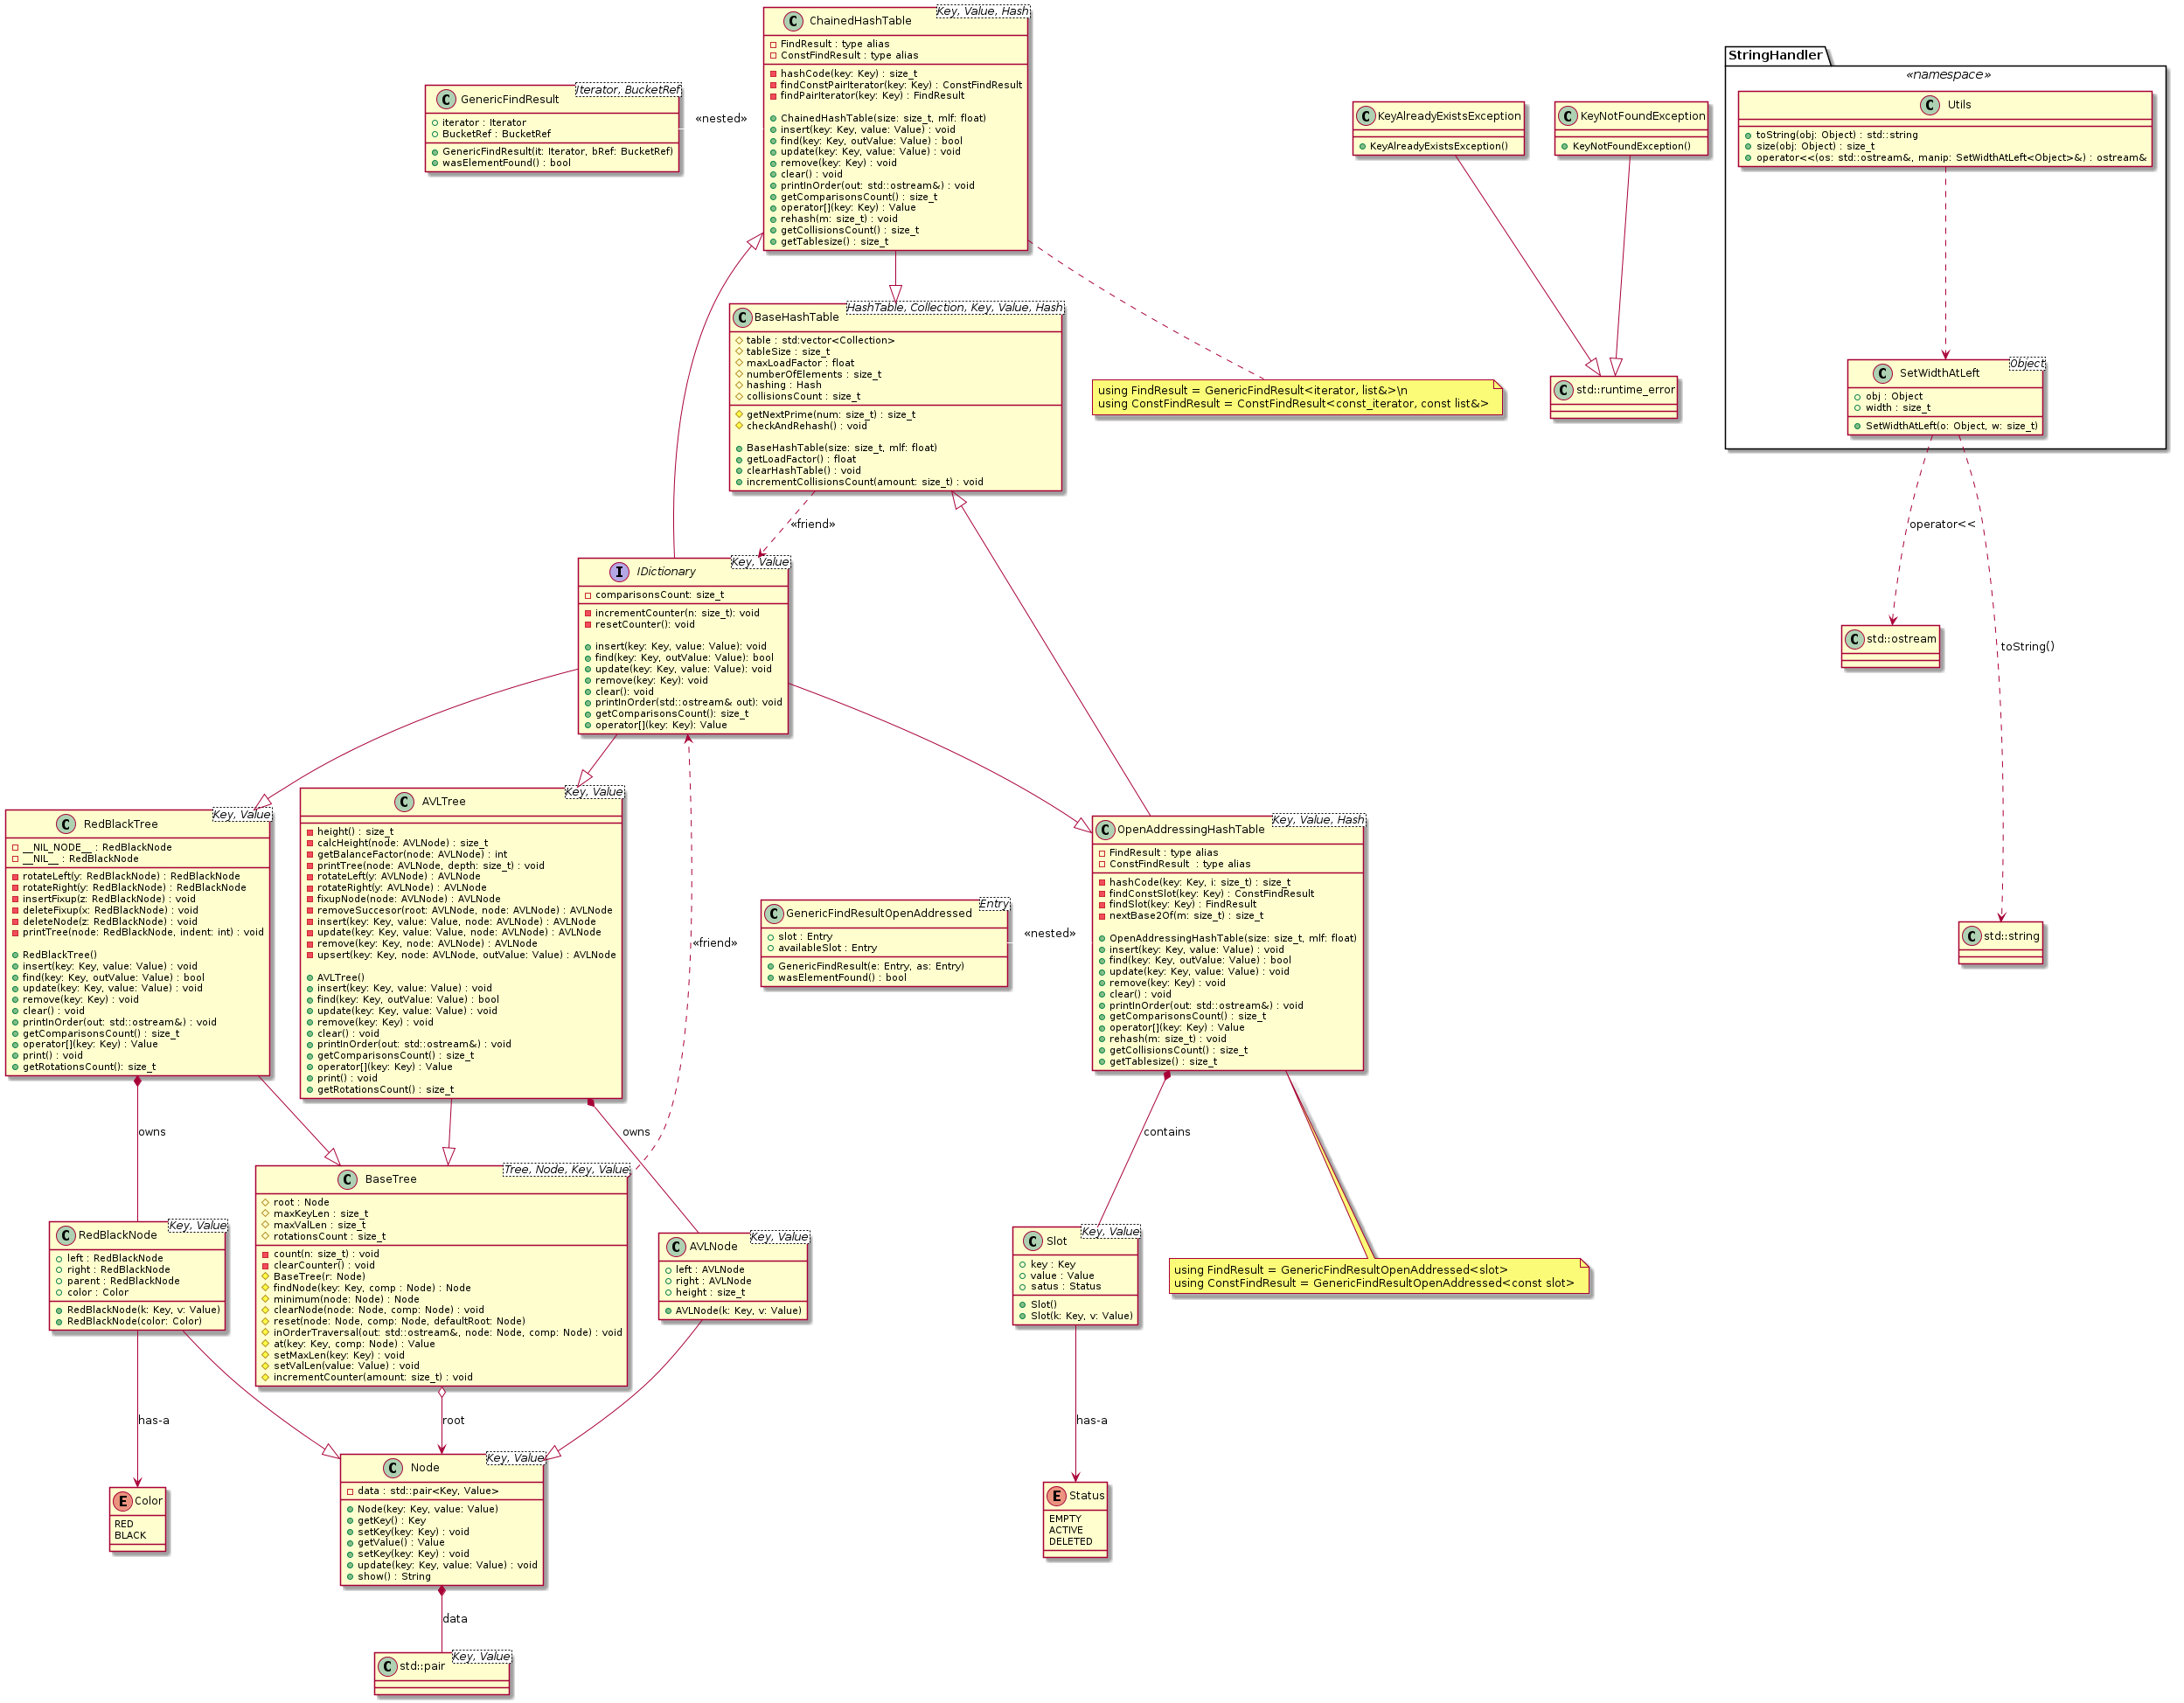 ChainedHashTable
Key, Value, Hash
FindResult : type alias
ConstFindResult : type alias
hashCode(key: Key) : size_t
findConstPairIterator(key: Key) : ConstFindResult
findPairIterator(key: Key) : FindResult
ChainedHashTable(size: size_t, mlf: float)
insert(key: Key, value: Value) : void
find(key: Key, outValue: Value) : bool
update(key: Key, value: Value) : void
remove(key: Key) : void
clear() : void
printInOrder(out: std::ostream&) : void
getComparisonsCount() : size_t
operator[](key: Key) : Value
rehash(m: size_t) : void
getCollisionsCount() : size_t
getTablesize() : size_t
GenericFindResult
Iterator, BucketRef
iterator : Iterator
BucketRef : BucketRef
GenericFindResult(it: Iterator, bRef: BucketRef)
wasElementFound() : bool
«nested»
KeyAlreadyExistsException
KeyAlreadyExistsException()
KeyNotFoundException
KeyNotFoundException()
StringHandler
«namespace»
Utils
toString(obj: Object) : std::string
size(obj: Object) : size_t
operator<<(os: std::ostream&, manip: SetWidthAtLeft<Object>&) : ostream&
BaseHashTable
HashTable, Collection, Key, Value, Hash
table : std:vector<Collection>
tableSize : size_t
maxLoadFactor : float
numberOfElements : size_t
hashing : Hash
collisionsCount : size_t
getNextPrime(num: size_t) : size_t
checkAndRehash() : void
BaseHashTable(size: size_t, mlf: float)
getLoadFactor() : float
clearHashTable() : void
incrementCollisionsCount(amount: size_t) : void
using FindResult = GenericFindResult<iterator, list&>\n
using ConstFindResult = ConstFindResult<const_iterator, const list&>
std::runtime_error
SetWidthAtLeft
Object
obj : Object
width : size_t
SetWidthAtLeft(o: Object, w: size_t)
«friend»
operator<<
IDictionary
Key, Value
comparisonsCount: size_t
incrementCounter(n: size_t): void
resetCounter(): void
insert(key: Key, value: Value): void
find(key: Key, outValue: Value): bool
update(key: Key, value: Value): void
remove(key: Key): void
clear(): void
printInOrder(std::ostream& out): void
getComparisonsCount(): size_t
operator[](key: Key): Value
std::ostream
toString()
RedBlackTree
Key, Value
__NIL_NODE__ : RedBlackNode
__NIL__ : RedBlackNode
rotateLeft(y: RedBlackNode) : RedBlackNode
rotateRight(y: RedBlackNode) : RedBlackNode
insertFixup(z: RedBlackNode) : void
deleteFixup(x: RedBlackNode) : void
deleteNode(z: RedBlackNode) : void
printTree(node: RedBlackNode, indent: int) : void
RedBlackTree()
insert(key: Key, value: Value) : void
find(key: Key, outValue: Value) : bool
update(key: Key, value: Value) : void
remove(key: Key) : void
clear() : void
printInOrder(out: std::ostream&) : void
getComparisonsCount() : size_t
operator[](key: Key) : Value
print() : void
getRotationsCount(): size_t
AVLTree
Key, Value
height() : size_t
calcHeight(node: AVLNode) : size_t
getBalanceFactor(node: AVLNode) : int
printTree(node: AVLNode, depth: size_t) : void
rotateLeft(y: AVLNode) : AVLNode
rotateRight(y: AVLNode) : AVLNode
fixupNode(node: AVLNode) : AVLNode
removeSuccesor(root: AVLNode, node: AVLNode) : AVLNode
insert(key: Key, value: Value, node: AVLNode) : AVLNode
update(key: Key, value: Value, node: AVLNode) : AVLNode
remove(key: Key, node: AVLNode) : AVLNode
upsert(key: Key, node: AVLNode, outValue: Value) : AVLNode
AVLTree()
insert(key: Key, value: Value) : void
find(key: Key, outValue: Value) : bool
update(key: Key, value: Value) : void
remove(key: Key) : void
clear() : void
printInOrder(out: std::ostream&) : void
getComparisonsCount() : size_t
operator[](key: Key) : Value
print() : void
getRotationsCount() : size_t
«friend»
GenericFindResultOpenAddressed
Entry
slot : Entry
availableSlot : Entry
GenericFindResult(e: Entry, as: Entry)
wasElementFound() : bool
«nested»
OpenAddressingHashTable
Key, Value, Hash
FindResult : type alias
ConstFindResult  : type alias
hashCode(key: Key, i: size_t) : size_t
findConstSlot(key: Key) : ConstFindResult
findSlot(key: Key) : FindResult
nextBase2Of(m: size_t) : size_t
OpenAddressingHashTable(size: size_t, mlf: float)
insert(key: Key, value: Value) : void
find(key: Key, outValue: Value) : bool
update(key: Key, value: Value) : void
remove(key: Key) : void
clear() : void
printInOrder(out: std::ostream&) : void
getComparisonsCount() : size_t
operator[](key: Key) : Value
rehash(m: size_t) : void
getCollisionsCount() : size_t
getTablesize() : size_t
std::string
owns
owns
contains
BaseTree
Tree, Node, Key, Value
root : Node
maxKeyLen : size_t
maxValLen : size_t
rotationsCount : size_t
count(n: size_t) : void
clearCounter() : void
BaseTree(r: Node)
findNode(key: Key, comp : Node) : Node
minimum(node: Node) : Node
clearNode(node: Node, comp: Node) : void
reset(node: Node, comp: Node, defaultRoot: Node)
inOrderTraversal(out: std::ostream&, node: Node, comp: Node) : void
at(key: Key, comp: Node) : Value
setMaxLen(key: Key) : void
setValLen(value: Value) : void
incrementCounter(amount: size_t) : void
RedBlackNode
Key, Value
left : RedBlackNode
right : RedBlackNode
parent : RedBlackNode
color : Color
RedBlackNode(k: Key, v: Value)
RedBlackNode(color: Color)
AVLNode
Key, Value
left : AVLNode
right : AVLNode
height : size_t
AVLNode(k: Key, v: Value)
Slot
Key, Value
key : Key
value : Value
satus : Status
Slot()
Slot(k: Key, v: Value)
using FindResult = GenericFindResultOpenAddressed<slot>
using ConstFindResult = GenericFindResultOpenAddressed<const slot>
has-a
root
has-a
Color
RED
BLACK
Node
Key, Value
data : std::pair<Key, Value>
Node(key: Key, value: Value)
getKey() : Key
setKey(key: Key) : void
getValue() : Value
setKey(key: Key) : void
update(key: Key, value: Value) : void
show() : String
Status
EMPTY
ACTIVE
DELETED
data
std::pair
Key, Value